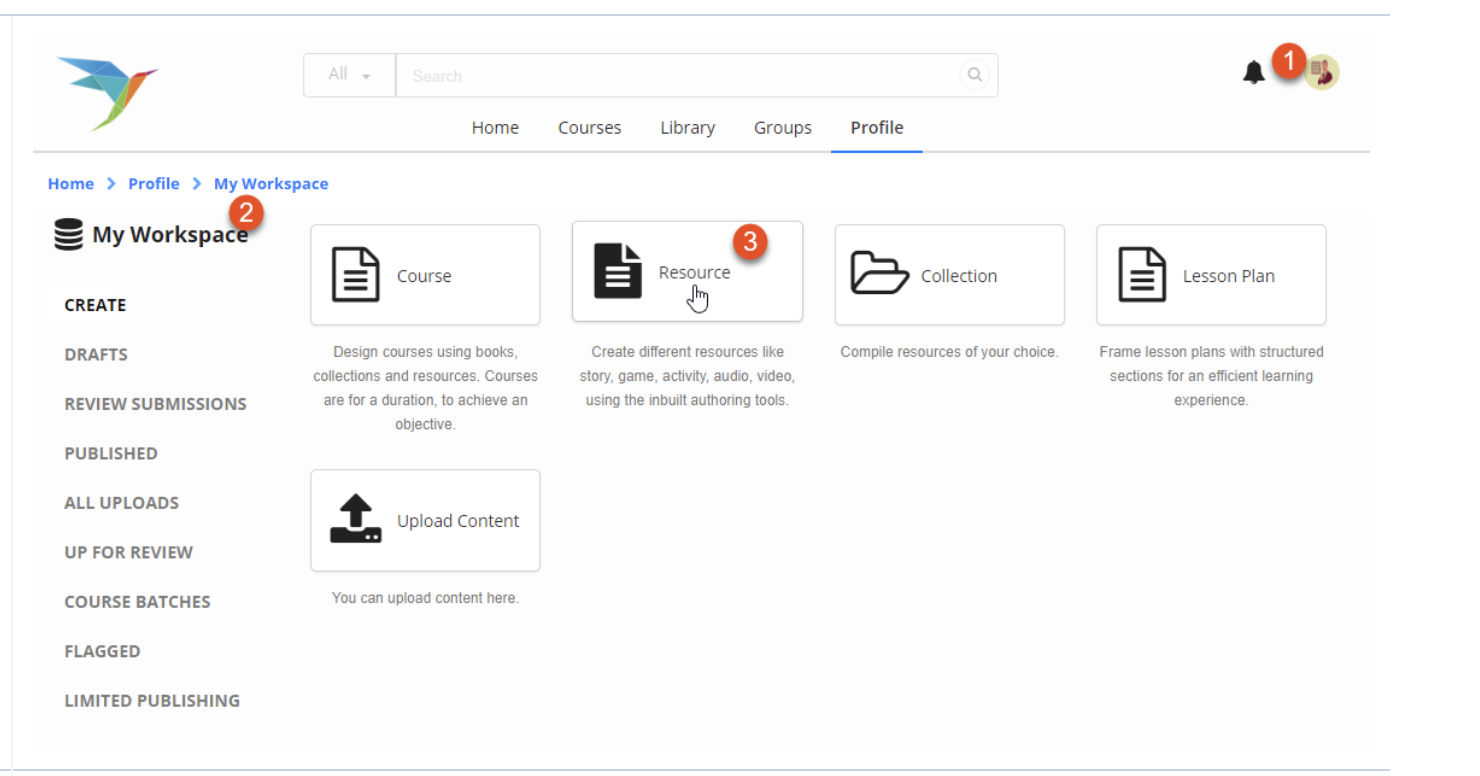 All Search
1
Home Courses Library Groups Profile
Home > Profile > My Workspace
2
My Workspace
CREATE
DRAFTS
REVIEW SUBMISSIONS
PUBLISHED
ALL UPLOADS
UP FOR REVIEW
COURSE BATCHES
FLAGGED
LIMITED PUBLISHING
Course
Design courses using books,
collections and resources. Courses
are for a duration, to achieve an
objective.
3
Resource
Create different resources like
story, game, activity, audio, video,
using the inbuilt authoring tools.
Collection
Compile resources of your choice.
Lesson Plan
Frame lesson plans with structured
sections for an efficient learning
experience.
Upload Content
You can upload content here.